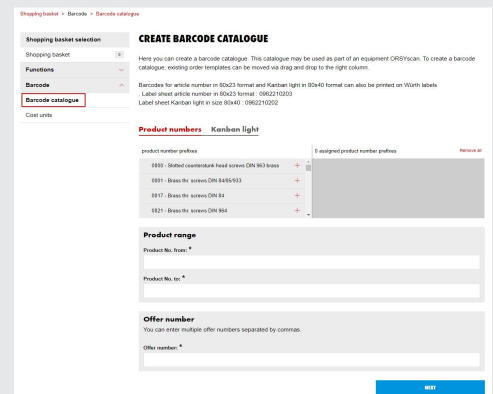 Shopping basket > Barcode > Barcode catalogue
Shopping basket selection
Shopping basket 0
Functions
Barcode
Barcode catalogue
Cost units
CREATE BARCODE CATALOGUE
Here you can create a barcode catalogue. This catalogue may be used as part of an equipment ORSYscan. To create a barcode
catalogue, existing order templates can be moved via drag and drop to the right column.
Barcodes for article number in 80x23 format and Kanban light in 80x40 format can also be printed on Würth labels
: Label sheet article number in 80x23 format : 0962210203
Label sheet Kanban light in size 80x40 : 0962210202
Product numbers Kanban light
product number prefixes
0000 - Slotted countersunk head screws DIN 963 brass +
0001 - Brass thr. screws DIN 84/85/933 +
0017 - Brass thr. screws DIN 84 +
0021 - Brass thr. screws DIN 964 +
0 assigned product number prefixes Remove all
Product range
Product No. from: *
Product No. to: *
Offer number
You can enter multiple offer numbers separated by commas.
Offer number: *
NEXT